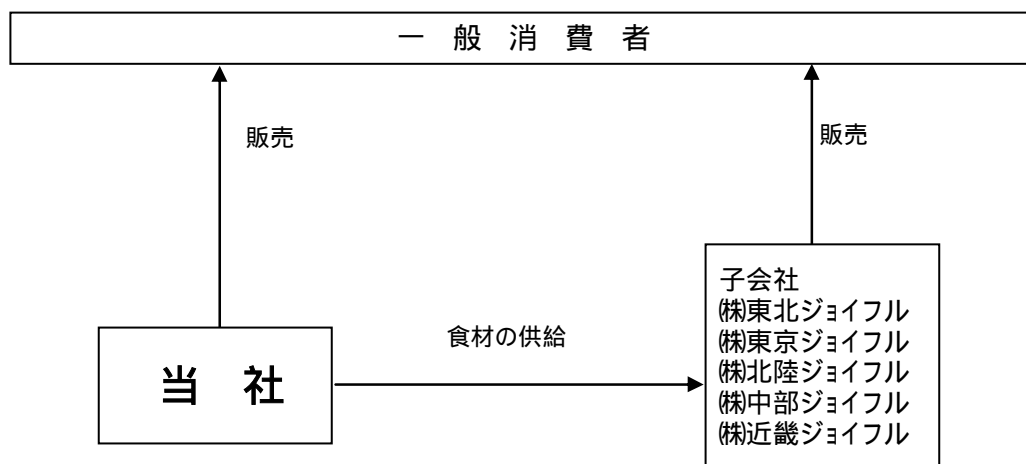 一 般 消 費 者
販売
販売
子会社
㈱東北ジョイフル
㈱東京ジョイフル
㈱北陸ジョイフル
㈱中部ジョイフル
㈱近畿ジョイフル
食材の供給
当 社